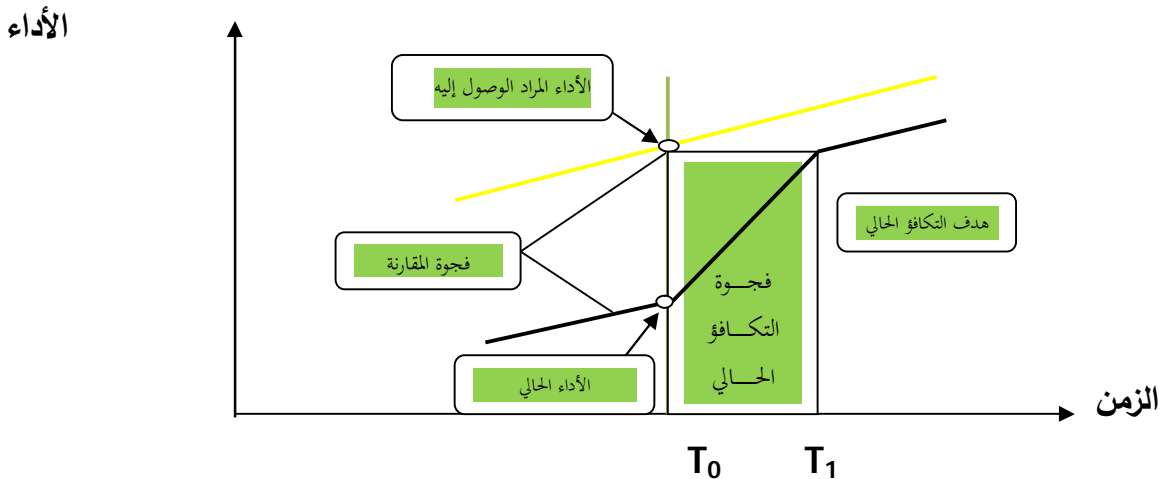 الأداء
الأداء المراد الوصول إليه
هدف التكافؤ الحالي
فجوة المقارنة
فجـــوة
التكـــافؤ
الحـــالي
الأداء الحالي
الزمن
T₀
T₁